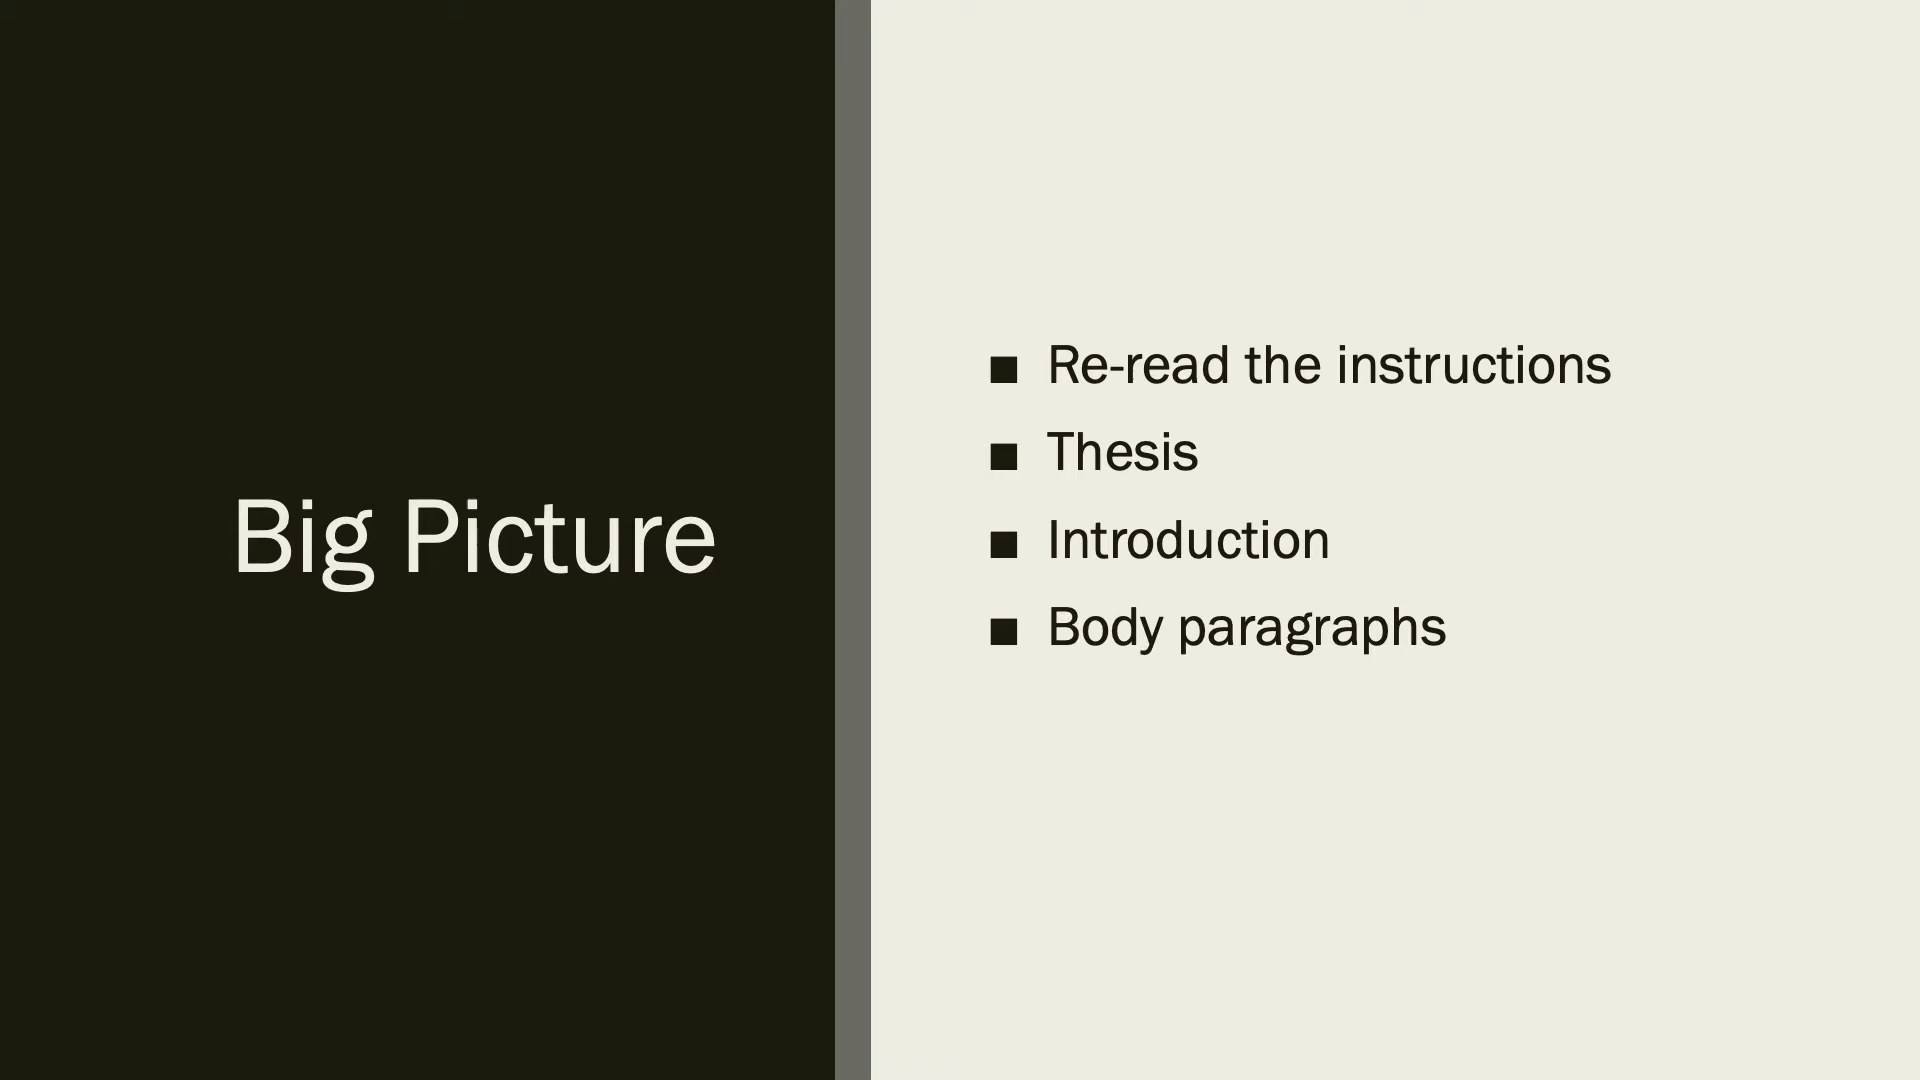 Big Picture
■ Re-read the instructions
■ Thesis
■ Introduction
■ Body paragraphs